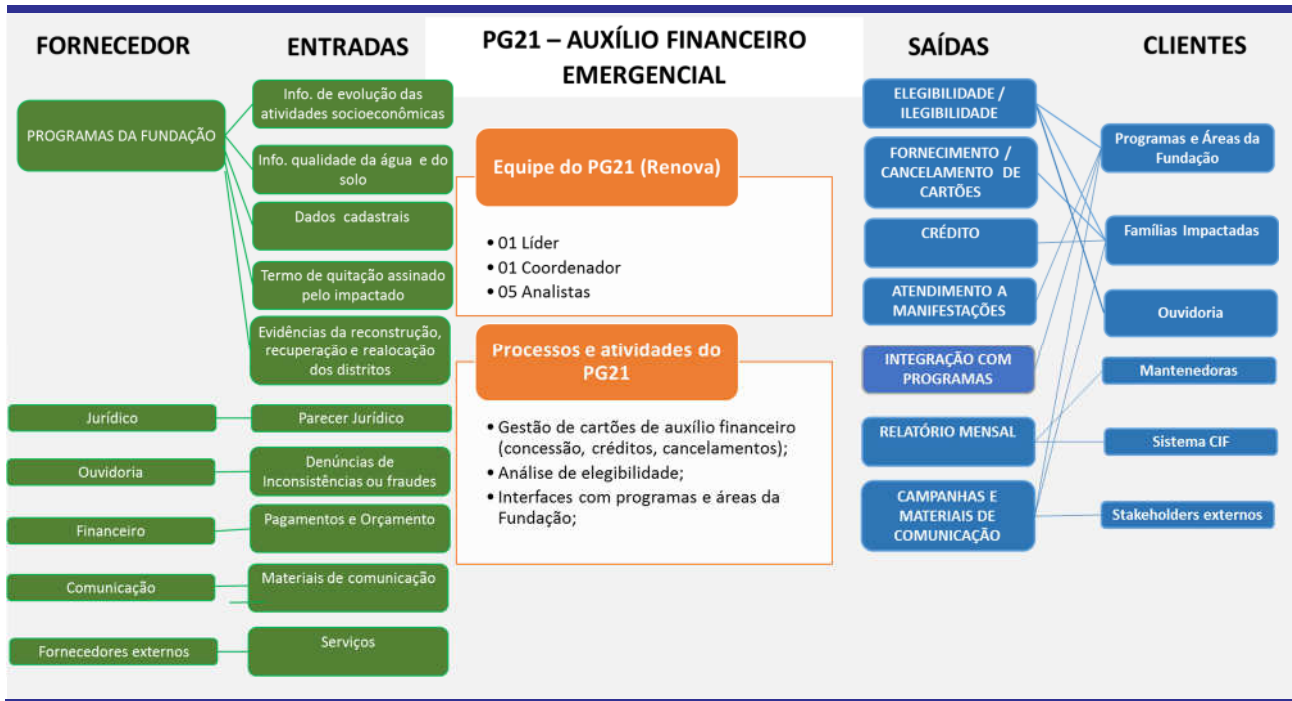 FORNECEDOR
ENTRADAS
PG21 – AUXÍLIO FINANCEIRO
EMERGENCIAL
SAÍDAS
CLIENTES
PROGRAMAS DA FUNDAÇÃO
Jurídico
Ouvidoria
Financeiro
Comunicação
Fornecedores externos
Info. de evolução das
atividades socioeconômicas
Info. qualidade da água e do
solo
Dados cadastrais
Termo de quitação assinado
pelo impactado
Evidências da reconstrução,
recuperação e realocação
dos distritos
Parecer Jurídico
Denúncias de
Inconsistências ou fraudes
Pagamentos e Orçamento
Materiais de comunicação
Serviços
Equipe do PG21 (Renova)
• 01 Líder
• 01 Coordenador
• 05 Analistas
Processos e atividades do
PG21
• Gestão de cartões de auxílio financeiro
(concessão, créditos, cancelamentos);
• Análise de elegibilidade;
• Interfaces com programas e áreas da
Fundação;
ELEGIBILIDADE /
ILEGIBILIDADE
FORNECIMENTO /
CANCELAMENTO DE
CARTÕES
CRÉDITO
ATENDIMENTO A
MANIFESTAÇÕES
INTEGRAÇÃO COM
PROGRAMAS
RELATÓRIO MENSAL
CAMPANHAS E
MATERIAIS DE
COMUNICAÇÃO
Programas e Áreas da
Fundação
Famílias Impactadas
Ouvidoria
Mantenedoras
Sistema CIF
Stakeholders externos